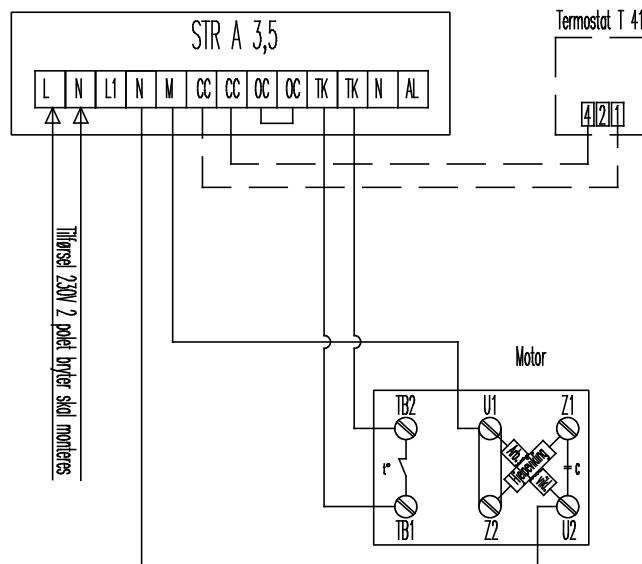 STR A 3,5
Termostat T 41
L N L1 N M CC CC OC OC TK TK N AL
4 2 1
Tilførsel 230V 2 polet bryter skal monteres
Motor
TB2 U1 Z1
t° Hjelpevikling c
TB1 Z2 U2